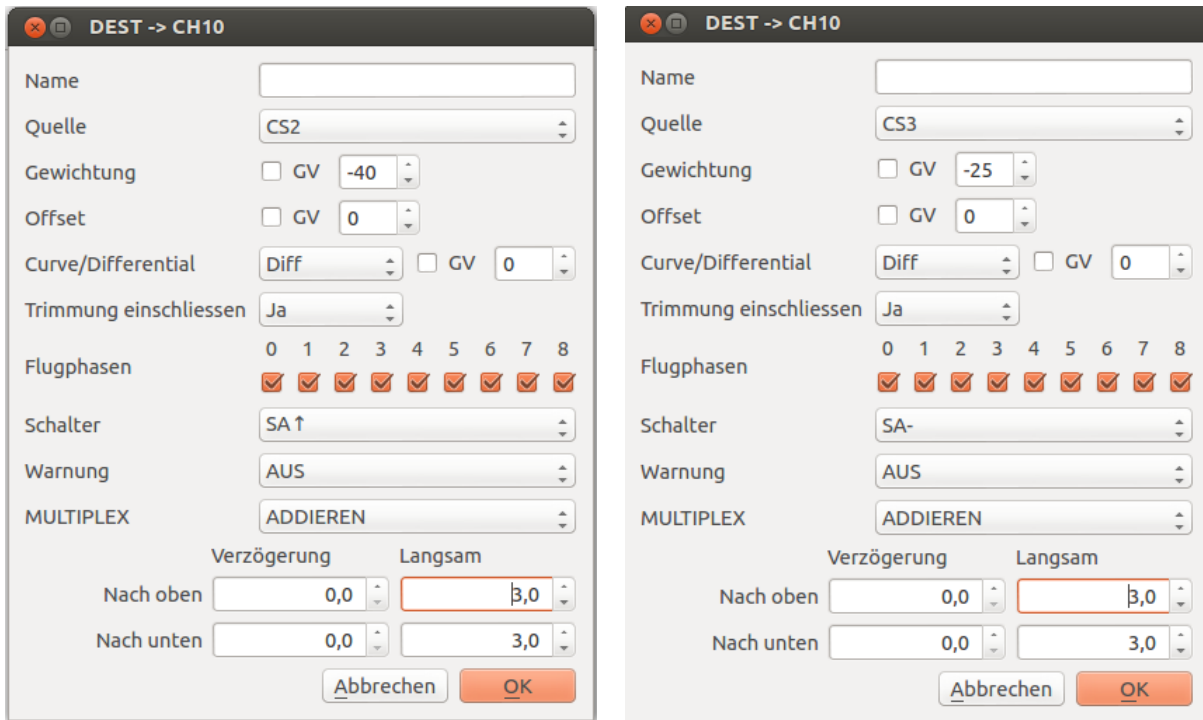 DEST -> CH10
Name
Quelle CS2
Gewichtung GV -40
Offset GV 0
Curve/Differential Diff GV 0
Trimmung einschliessen Ja
0 1 2 3 4 5 6 7 8
Flugphasen
Schalter SA↑
Warnung AUS
MULTIPLEX ADDIEREN
Verzögerung Langsam
Nach oben 0,0 3,0
Nach unten 0,0 3,0
Abbrechen OK
DEST -> CH10
Name
Quelle CS3
Gewichtung GV -25
Offset GV 0
Curve/Differential Diff GV 0
Trimmung einschliessen Ja
0 1 2 3 4 5 6 7 8
Flugphasen
Schalter SA-
Warnung AUS
MULTIPLEX ADDIEREN
Verzögerung Langsam
Nach oben 0,0 3,0
Nach unten 0,0 3,0
Abbrechen OK